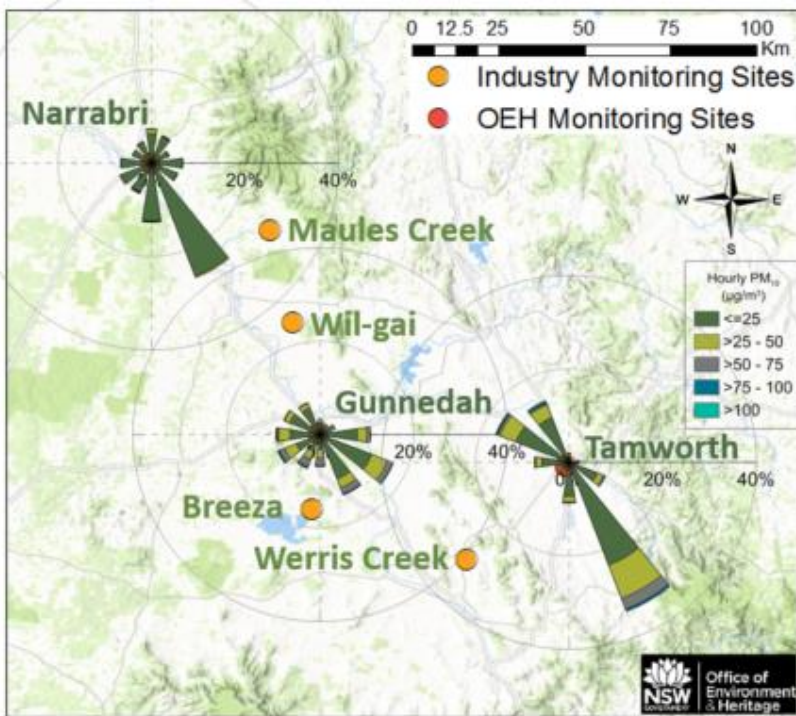 0 12.5 25 50 75 100
Km
Industry Monitoring Sites
OEH Monitoring Sites
Narrabri
20% 40%
N
W E
S
Maules Creek
Hourly PM₁₀
(µg/m³)
<=25
>25 - 50
>50 - 75
>75 - 100
>100
Wil-gai
Gunnedah
20% 40%
Tamworth
0 20% 40%
Breeza
Werris Creek
NSW
GOVERNMENT
Office of
Environment
& Heritage